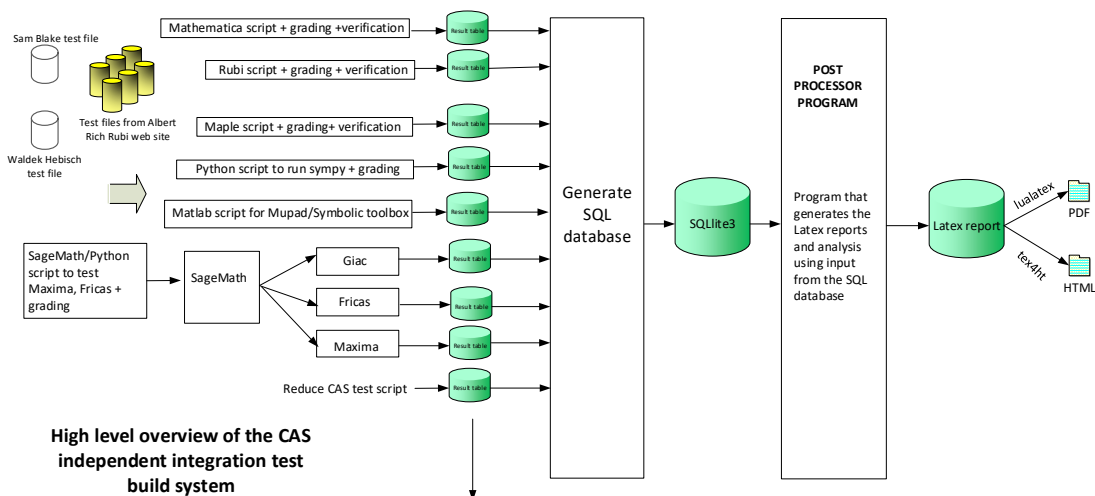 Sam Blake test file
Test files from Albert
Rich Rubi web site
Waldek Hebisch
test file
Mathematica script + grading +verification
Result table
Rubi script + grading + verification
Result table
Maple script + grading+ verification
Result table
Python script to run sympy + grading
Result table
Matlab script for Mupad/Symbolic toolbox
Result table
SageMath/Python
script to test
Maxima, Fricas +
grading
SageMath
Giac
Result table
Fricas
Result table
Maxima
Result table
Reduce CAS test script
Result table
High level overview of the CAS
independent integration test
build system
Generate
SQL
database
SQLlite3
POST
PROCESSOR
PROGRAM
Program that
generates the
Latex reports
and analysis
using input
from the SQL
database
Latex report
lualatex
PDF
tex4ht
HTML